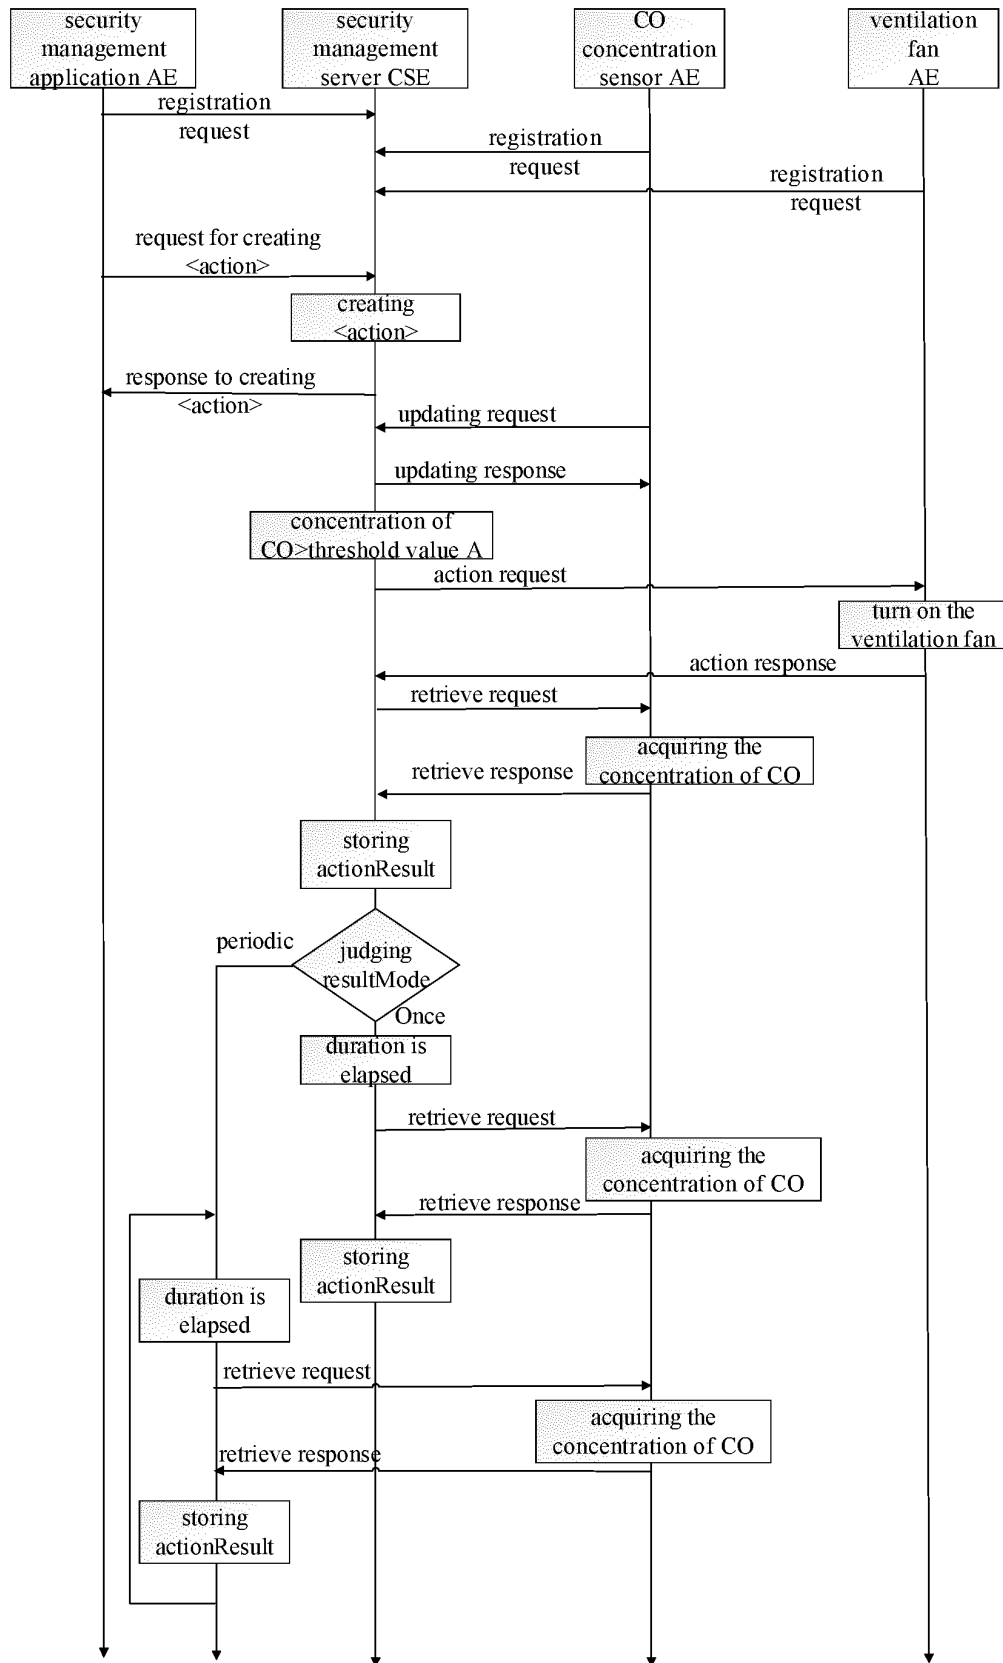 security
management
application AE
security
management
server CSE
CO
concentration
sensor AE
ventilation
fan
AE
registration
request
registration
request
registration
request
request for creating
<action>
creating
<action>
response to creating
<action>
updating request
updating response
concentration of
CO>threshold value A
action request
turn on the
ventilation fan
action response
retrieve request
acquiring the
concentration of CO
retrieve response
storing
actionResult
periodic
judging
resultMode
Once
duration is
elapsed
retrieve request
acquiring the
concentration of CO
retrieve response
storing
actionResult
duration is
elapsed
retrieve request
acquiring the
concentration of CO
retrieve response
storing
actionResult